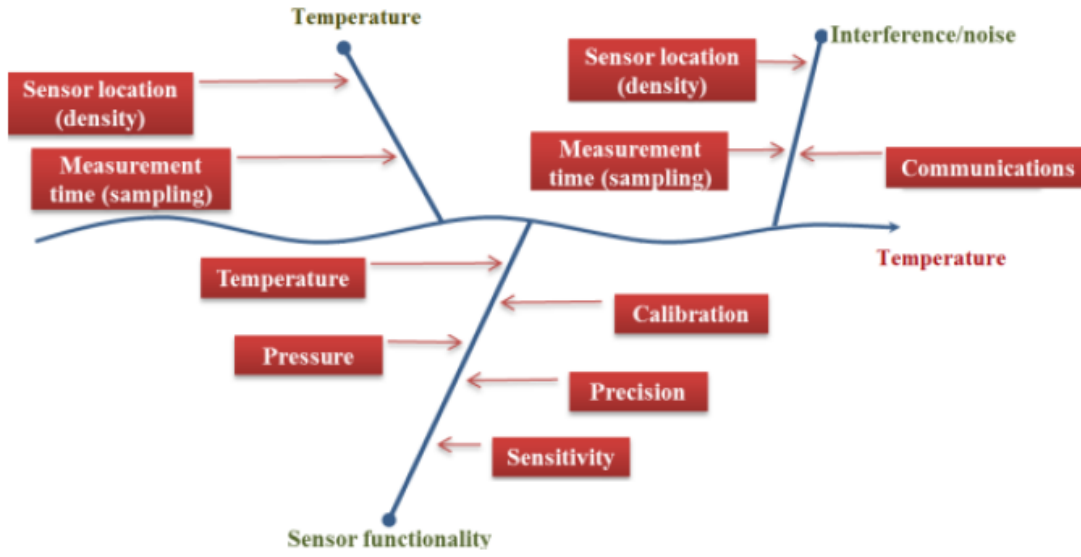 Temperature
Interference/noise
Sensor location
(density)
Sensor location
(density)
Measurement
time (sampling)
Measurement
time (sampling)
Communications
Temperature
Temperature
Calibration
Pressure
Precision
Sensitivity
Sensor functionality